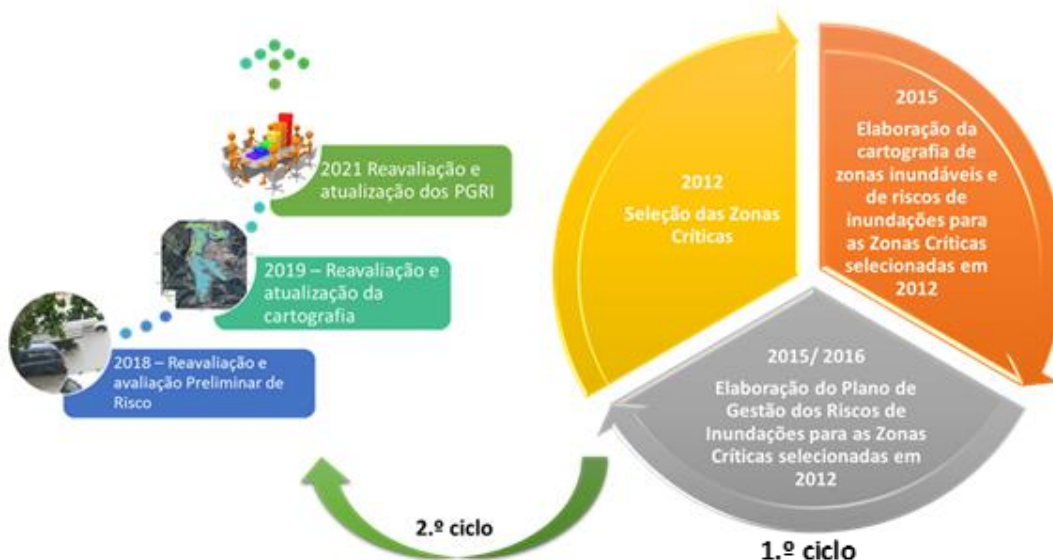 2021 Reavaliação e
atualização dos PGRI
2019 – Reavaliação e
atualização da
cartografia
2018 – Reavaliação e
avaliação Preliminar de
Risco
2012
Seleção das Zonas
Críticas
2015
Elaboração da
cartografia de
zonas inundáveis e
de riscos de
inundações para
as Zonas Críticas
selecionadas em
2012
2015/ 2016
Elaboração do Plano de
Gestão dos Riscos de
Inundações para as Zonas
Críticas selecionadas em
2012
2.º ciclo
1.º ciclo